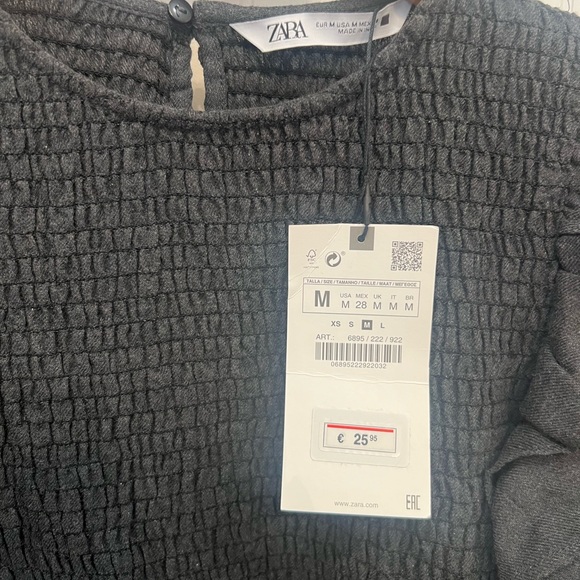 ZARA
EUR M USA M MEX
MADE IN
FSC
TALLA / SIZE / TAMANHO / TAILLE / MAAT /
M
USA MEX UK IT BR
M 28 M M M
XS S M L
ART.: 6895 / 222 / 922
06895222922032
€ 25 95
www.zara.com
EAC